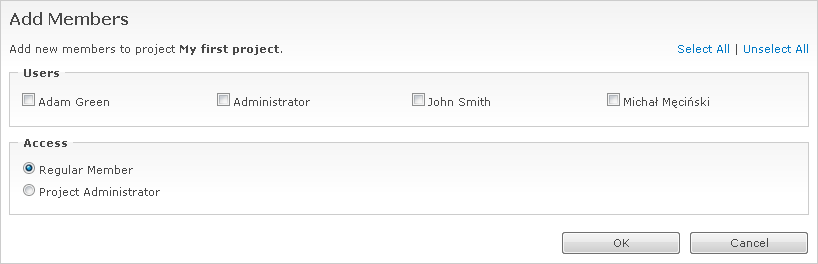 Add Members
Add new members to project My first project. Select All | Unselect All
Users
Adam Green Administrator John Smith Michał Męciński
Access
Regular Member
Project Administrator
OK Cancel